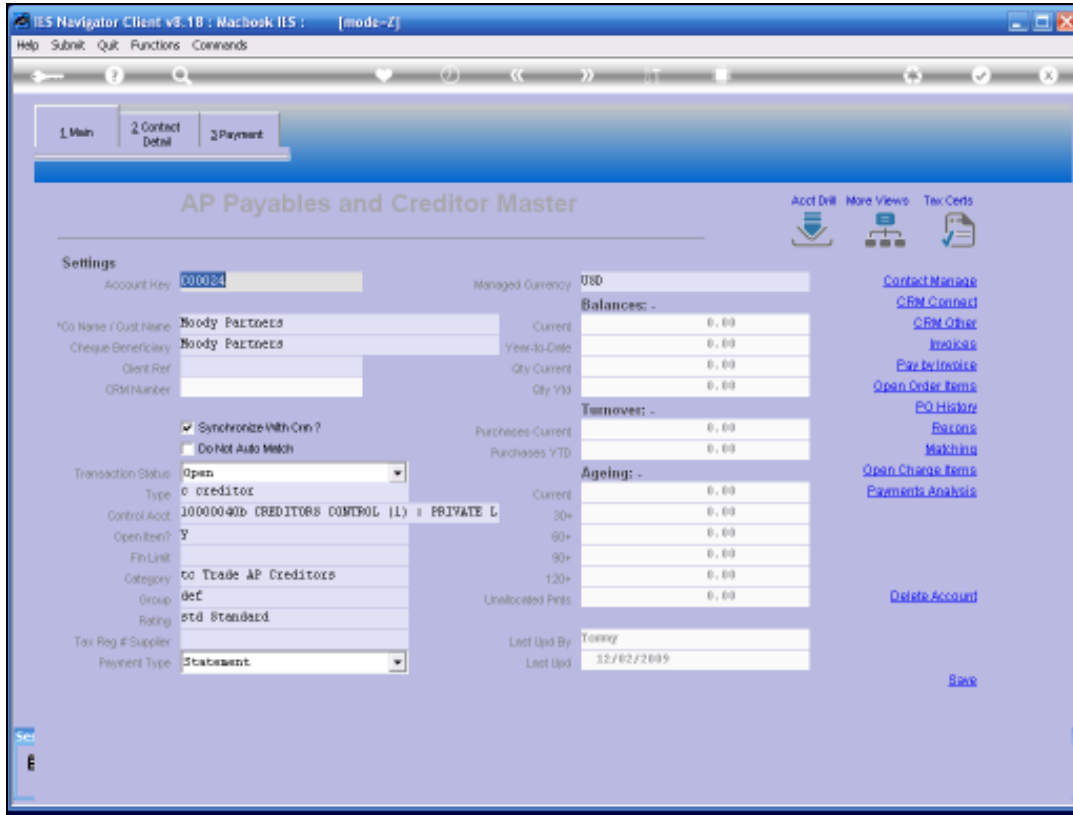 IES Navigator Client v8.18 : Macbook IES : [mode-Z]
Help Submit Quit Functions Commands
1 Main
2 Contact Detail
3 Payment
AP Payables and Creditor Master
Acct Drill More Views Tax Certs
Settings
Account Key C00024 Managed Currency USD Contact Manage
Balances: - CRM Connect
*Co Name / Cust Name Moody Partners Current 0.00 CRM Other
Cheque Beneficiary Moody Partners Year-to-Date 0.00 Invoices
Client Ref Qty Current 0.00 Pay by Invoice
CRM Number Qty Ytd 0.00 Open Order Items
Turnover: - PO History
Synchronize With Crm ? Purchases Current 0.00 Recons
Do Not Auto Match Purchases YTD 0.00 Matching
Transaction Status Open Ageing: - Open Charge Items
Type c creditor Current 0.00 Payments Analysis
Control Acct 10000040b CREDITORS CONTROL (1) : PRIVATE L 30+ 0.00
Open Item? Y 60+ 0.00
Fin Limit 90+ 0.00
Category tc Trade AP Creditors 120+ 0.00
Group def Unallocated Pmts 0.00 Delete Account
Rating std Standard
Tax Reg # Supplier Last Upd By Tommy
Payment Type Statement Last Upd 12/02/2009
Save